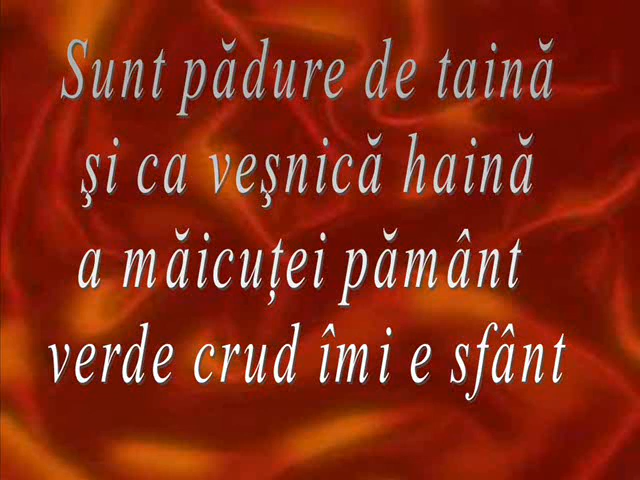 Sunt pădure de taină
şi ca veşnică haină
a măicuţei pământ
verde crud îmi e sfânt